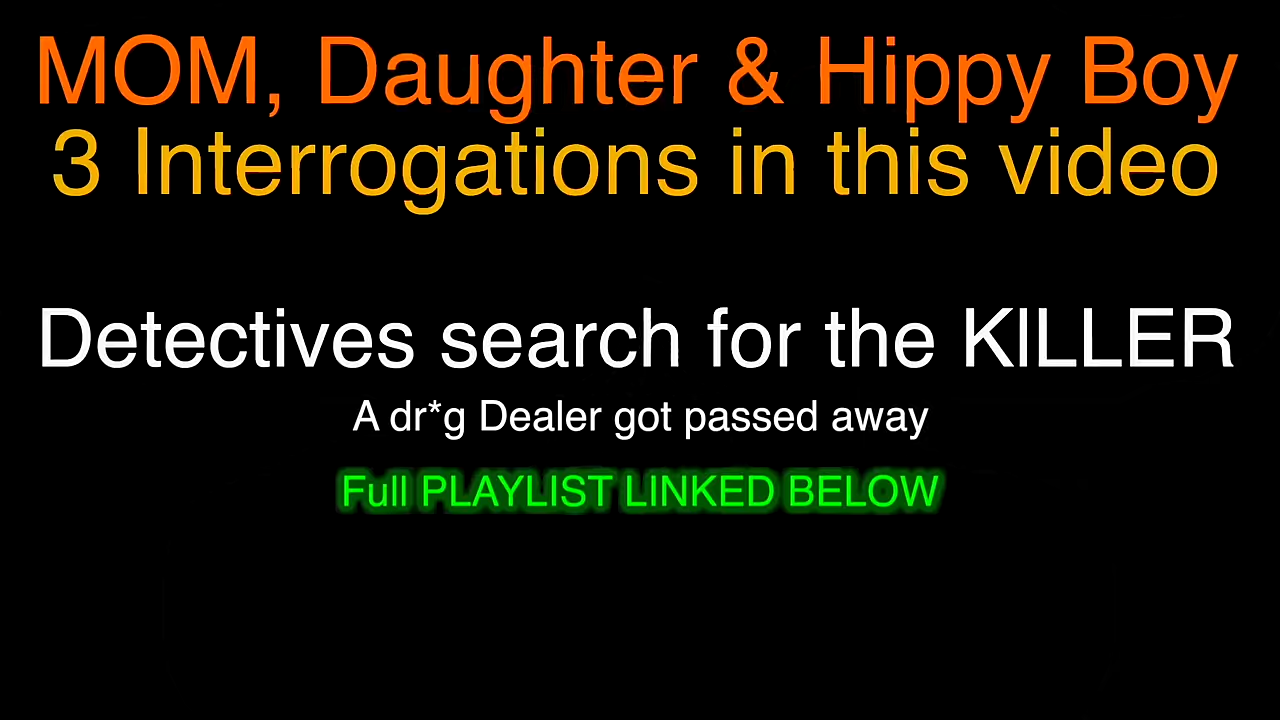 MOM, Daughter & Hippy Boy
3 Interrogations in this video
Detectives search for the KILLER
A dr*g Dealer got passed away
Full PLAYLIST LINKED BELOW